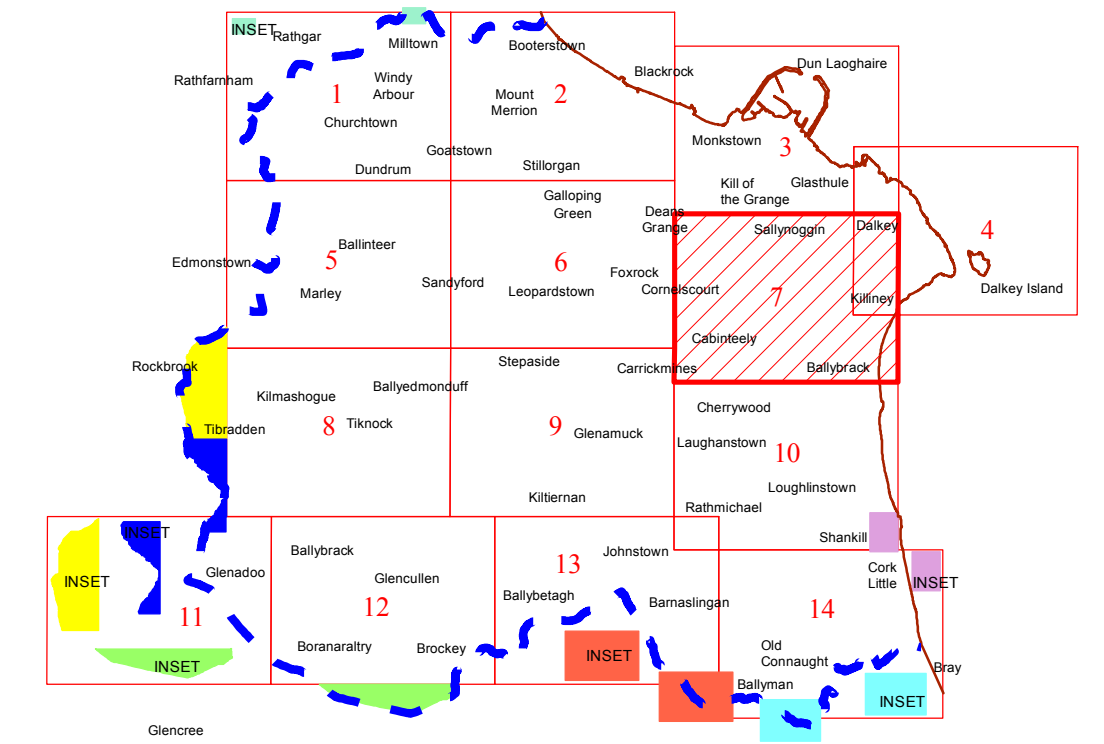 INSET
Rathgar
Milltown
Booterstown
Rathfarnham
Windy
Arbour
1
Mount
Merrion
2
Blackrock
Dun Laoghaire
Churchtown
Goatstown
Dundrum
Stillorgan
Monkstown
3
Kill of
the Grange
Glasthule
Galloping
Green
Deans
Grange
Sallynoggin
Dalkey
4
Ballinteer
5
Edmonstown
6
Foxrock
Sandyford
Marley
Leopardstown
Cornelscourt
7
Killiney
Dalkey Island
Cabinteely
Rockbrook
Stepaside
Carrickmines
Ballybrack
Kilmashogue
Ballyedmonduff
Tibradden
8
Tiknock
9
Glenamuck
Cherrywood
Laughanstown
10
Loughlinstown
Kiltiernan
Rathmichael
INSET
Shankill
Ballybrack
13
Johnstown
Cork
Little
INSET
INSET
Glenadoo
Glencullen
11
12
Ballybetagh
Barnaslingan
14
Boranaraltry
Brockey
INSET
INSET
Old
Connaught
Bray
Ballyman
INSET
Glencree